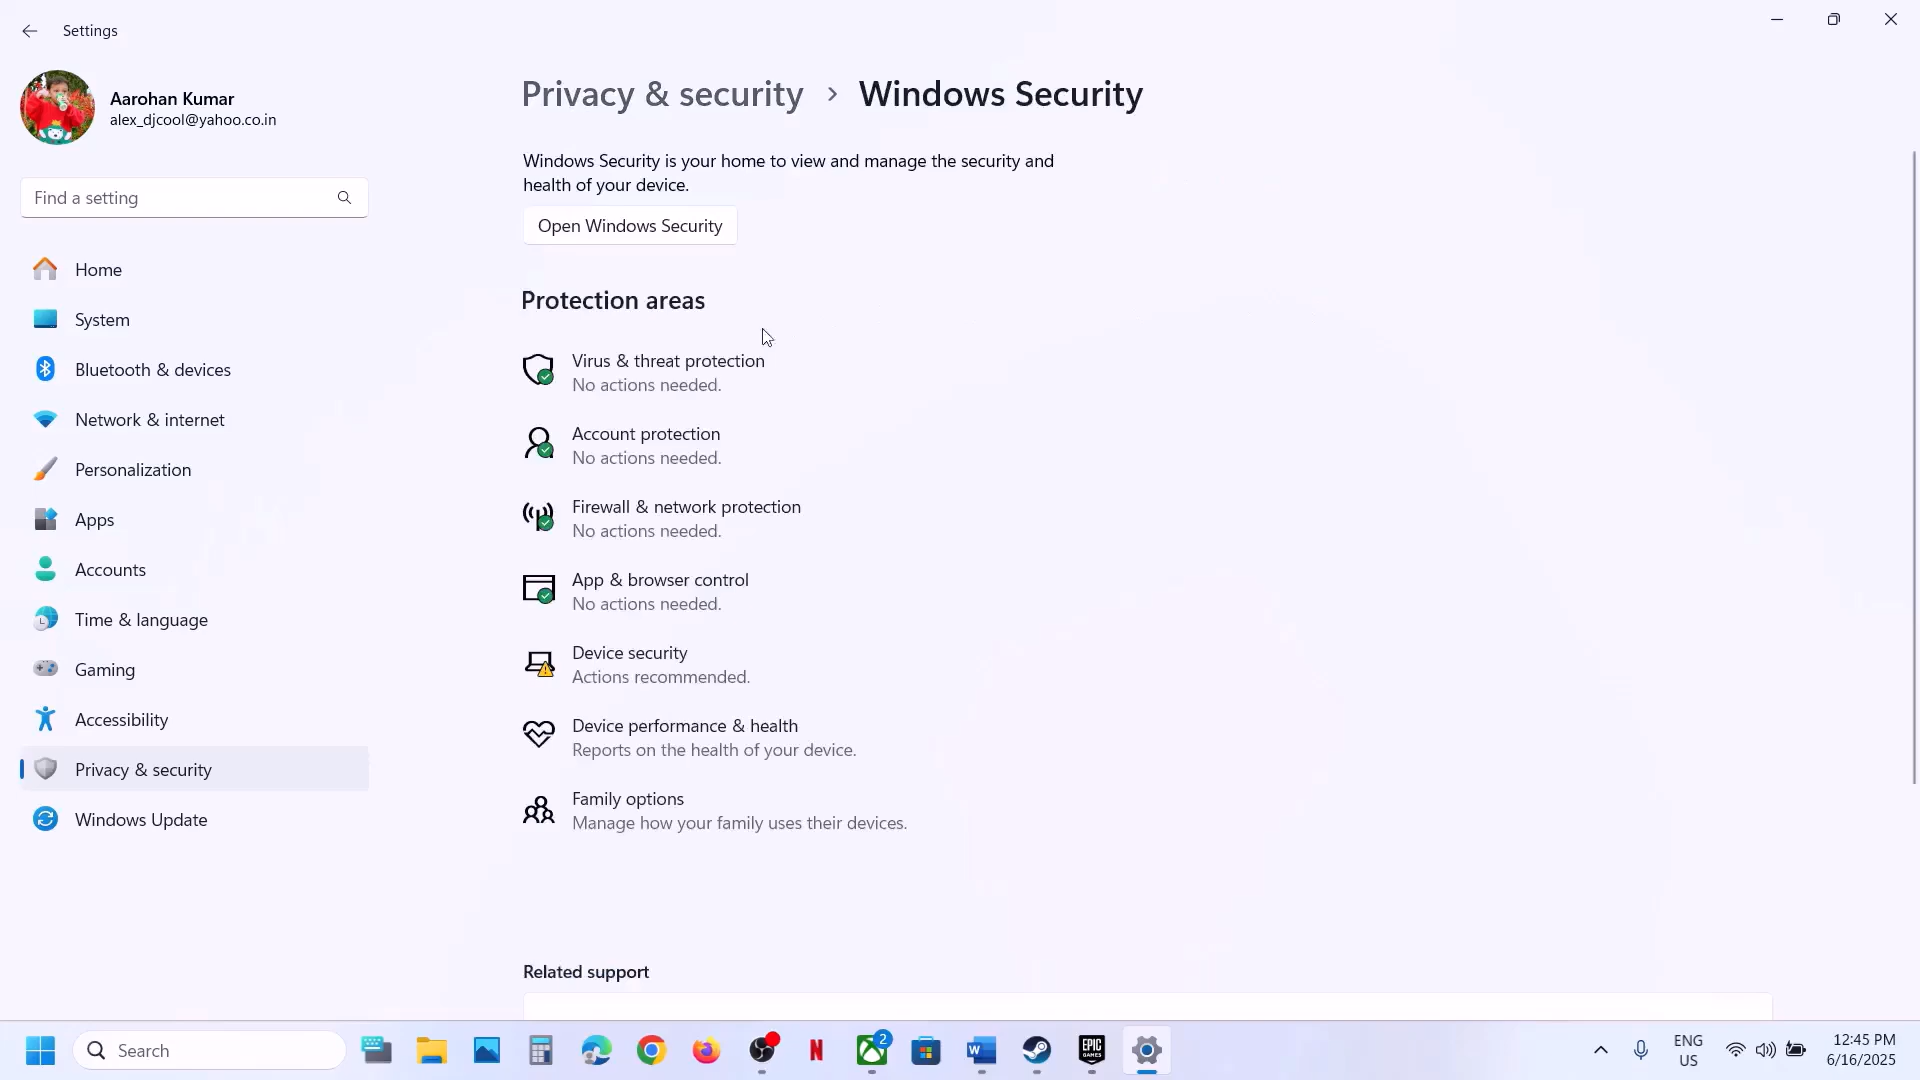 Settings
Aarohan Kumar
alex_djcool@yahoo.co.in
Find a setting
Home
System
Bluetooth & devices
Network & internet
Personalization
Apps
Accounts
Time & language
Gaming
Accessibility
Privacy & security
Windows Update
Privacy & security › Windows Security
Windows Security is your home to view and manage the security and
health of your device.
Open Windows Security
Protection areas
Virus & threat protection
No actions needed.
Account protection
No actions needed.
Firewall & network protection
No actions needed.
App & browser control
No actions needed.
Device security
Actions recommended.
Device performance & health
Reports on the health of your device.
Family options
Manage how your family uses their devices.
Related support
Search
N
2
W
EPIC
GAMES
ENG
US
12:45 PM
6/16/2025